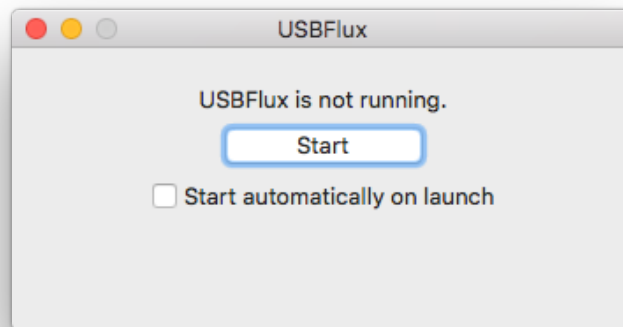 USBFlux
USBFlux is not running.
Start
Start automatically on launch